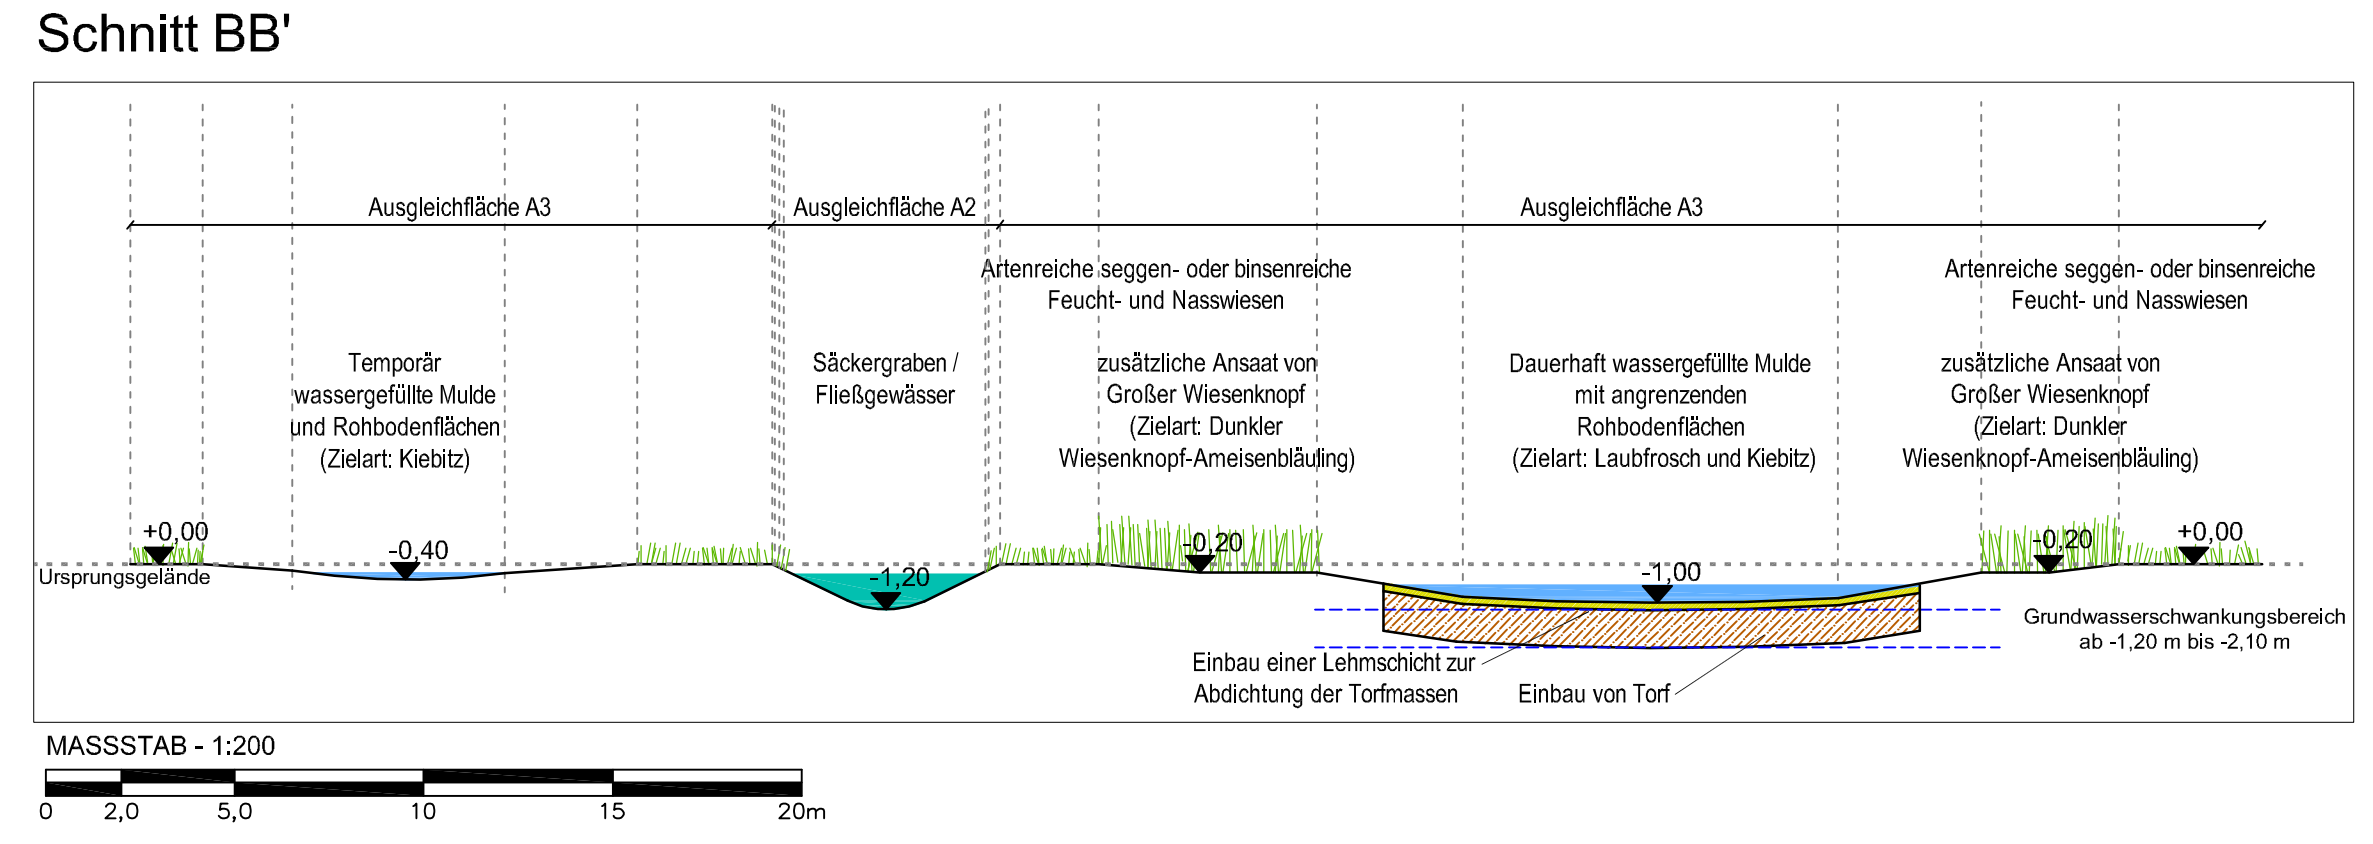 Schnitt BB'
Ausgleichfläche A3
Ausgleichfläche A2
Ausgleichfläche A3
Artenreiche seggen- oder binsenreiche
Feucht- und Nasswiesen
Artenreiche seggen- oder binsenreiche
Feucht- und Nasswiesen
Temporär
wassergefüllte Mulde
und Rohbodenflächen
(Zielart: Kiebitz)
Säckergraben /
Fließgewässer
zusätzliche Ansaat von
Großer Wiesenknopf
(Zielart: Dunkler
Wiesenknopf-Ameisenbläuling)
Dauerhaft wassergefüllte Mulde
mit angrenzenden
Rohbodenflächen
(Zielart: Laubfrosch und Kiebitz)
zusätzliche Ansaat von
Großer Wiesenknopf
(Zielart: Dunkler
Wiesenknopf-Ameisenbläuling)
+0,00
-0,40
-1,20
-0,20
-1,00
-0,20
+0,00
Ursprungsgelände
Grundwasserschwankungsbereich
ab -1,20 m bis -2,10 m
Einbau einer Lehmschicht zur
Abdichtung der Torfmassen
Einbau von Torf
MASSSTAB - 1:200
0 2,0 5,0 10 15 20m